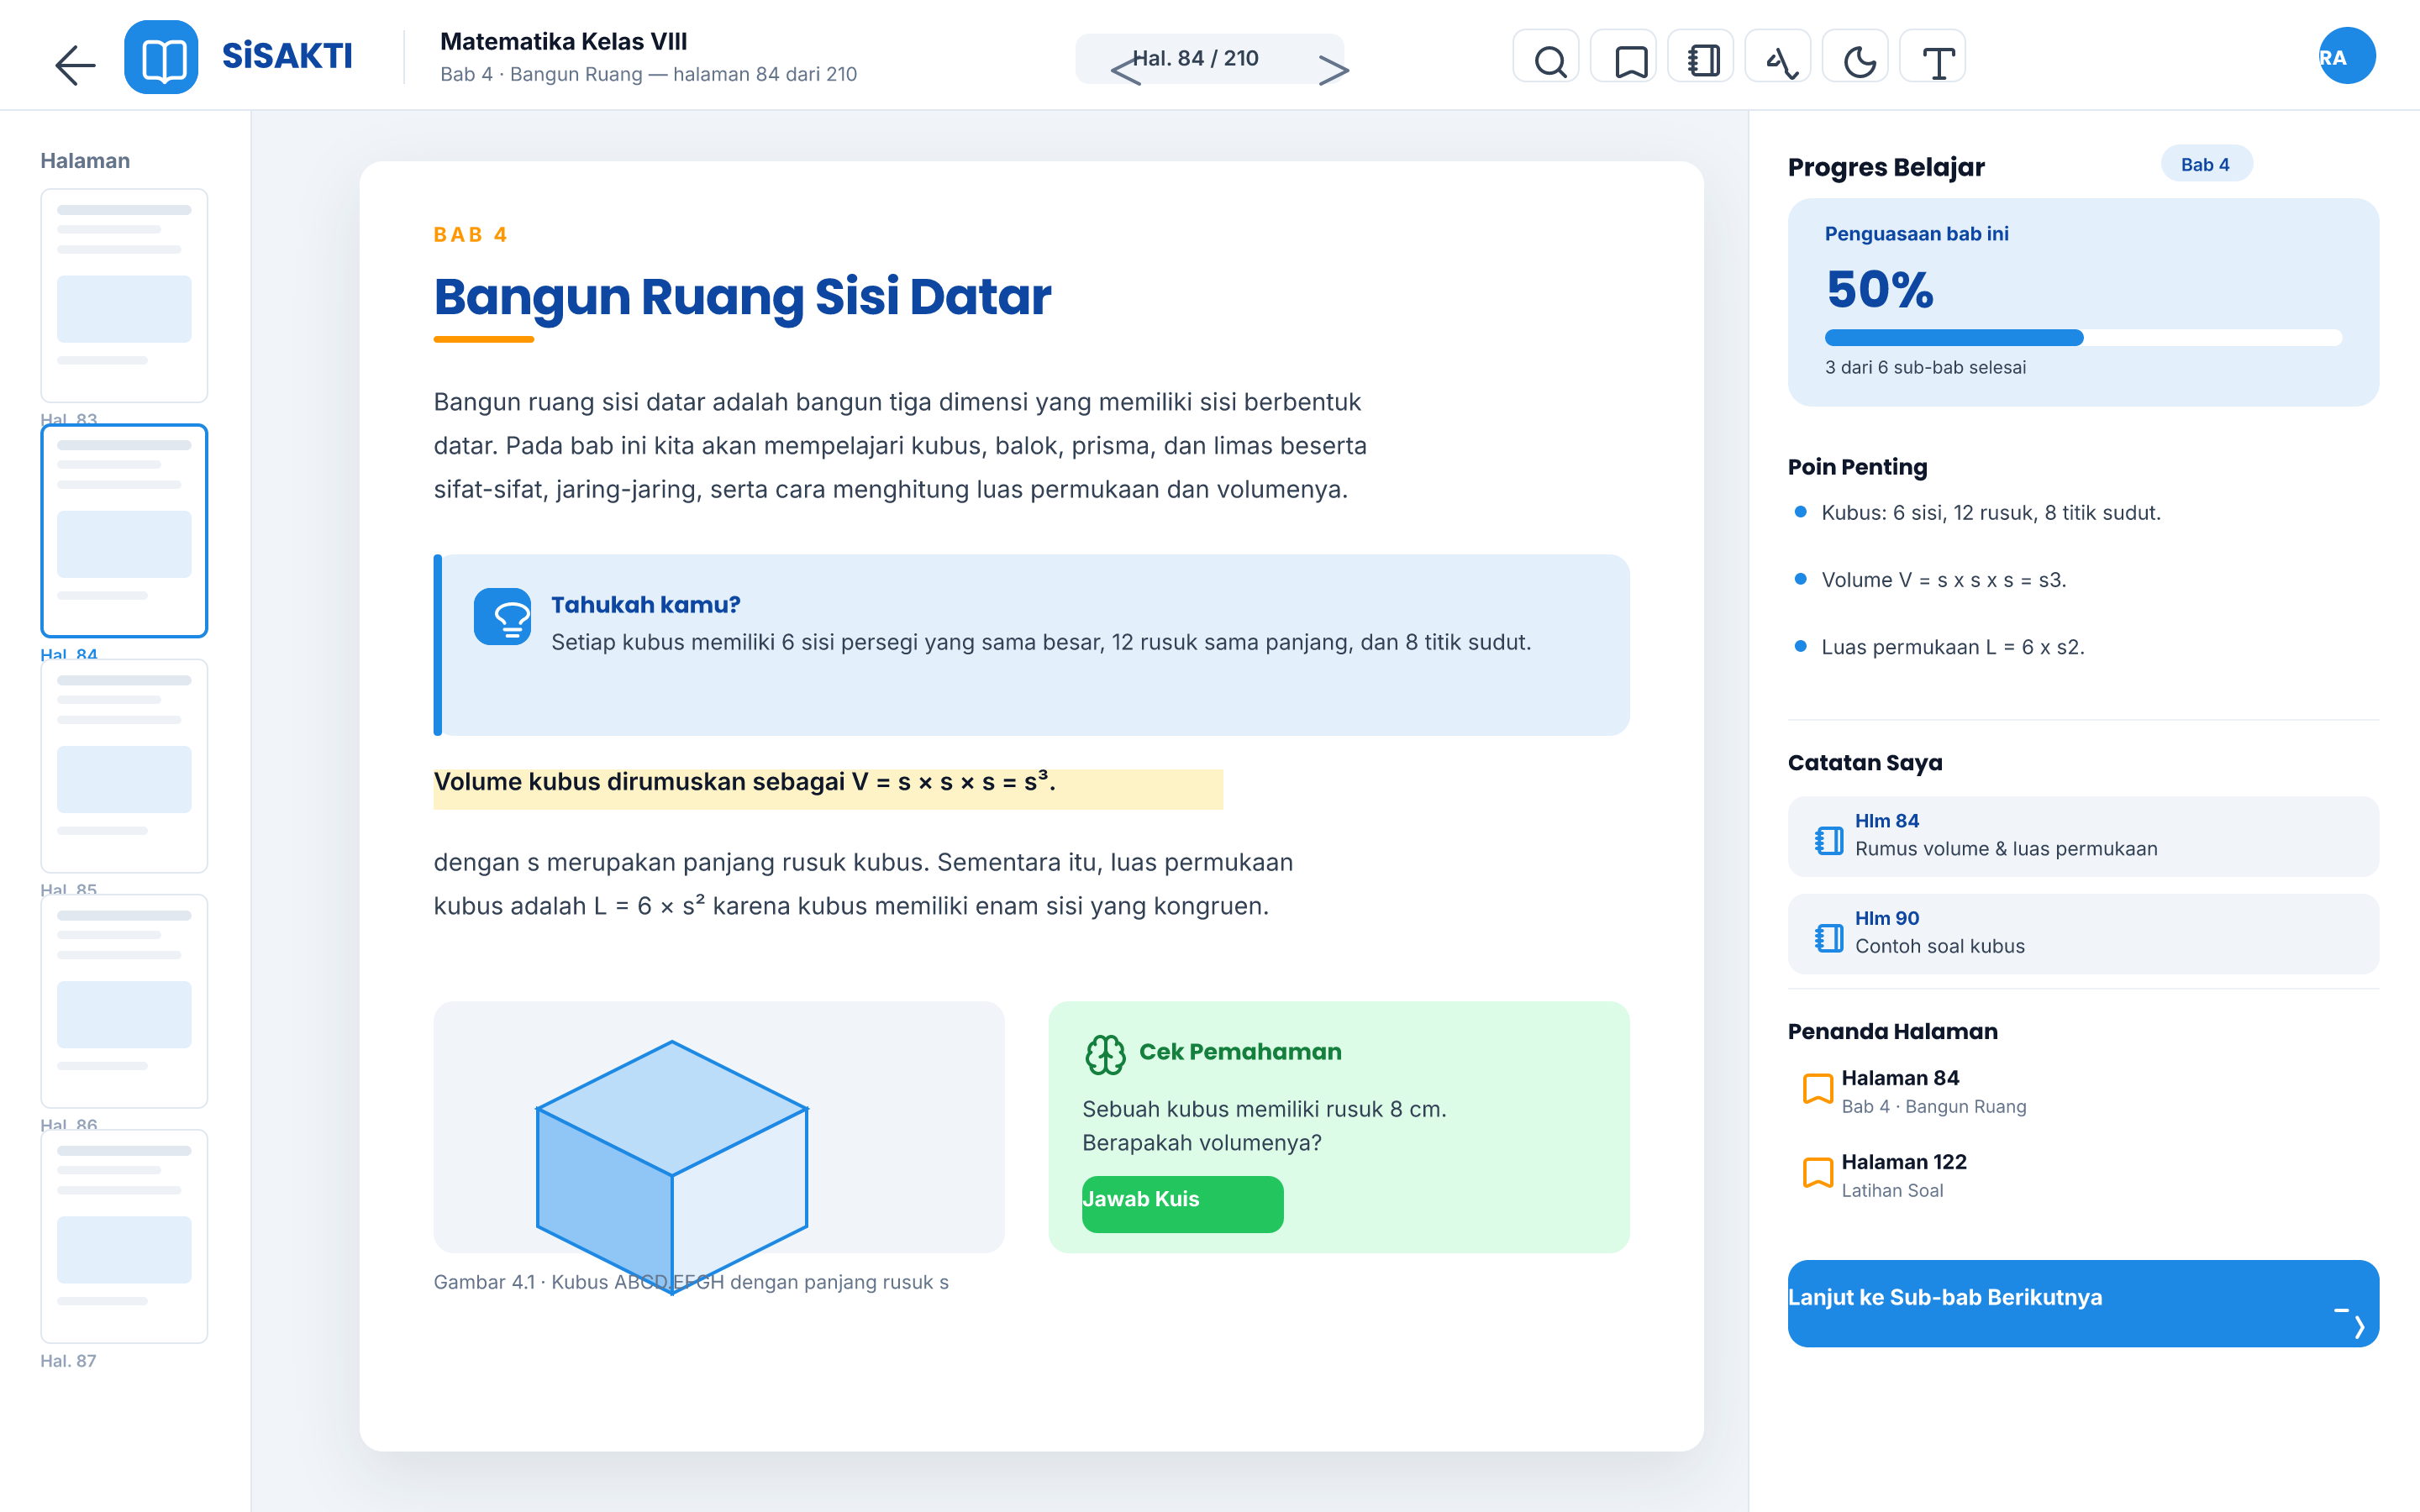 SiSAKTI
Matematika Kelas VIII
Bab 4 · Bangun Ruang — halaman 84 dari 210
Hal. 84 / 210
RA
Halaman
Hal. 83
Hal. 84
Hal. 85
Hal. 86
Hal. 87
BAB 4
Bangun Ruang Sisi Datar
Bangun ruang sisi datar adalah bangun tiga dimensi yang memiliki sisi berbentuk
datar. Pada bab ini kita akan mempelajari kubus, balok, prisma, dan limas beserta
sifat-sifat, jaring-jaring, serta cara menghitung luas permukaan dan volumenya.
Tahukah kamu?
Setiap kubus memiliki 6 sisi persegi yang sama besar, 12 rusuk sama panjang, dan 8 titik sudut.
Volume kubus dirumuskan sebagai V = s × s × s = s³.
dengan s merupakan panjang rusuk kubus. Sementara itu, luas permukaan
kubus adalah L = 6 × s² karena kubus memiliki enam sisi yang kongruen.
Gambar 4.1 · Kubus ABCD.EFGH dengan panjang rusuk s
Cek Pemahaman
Sebuah kubus memiliki rusuk 8 cm.
Berapakah volumenya?
Jawab Kuis
Progres Belajar
Bab 4
Penguasaan bab ini
50%
3 dari 6 sub-bab selesai
Poin Penting
Kubus: 6 sisi, 12 rusuk, 8 titik sudut.
Volume V = s x s x s = s3.
Luas permukaan L = 6 x s2.
Catatan Saya
Hlm 84
Rumus volume & luas permukaan
Hlm 90
Contoh soal kubus
Penanda Halaman
Halaman 84
Bab 4 · Bangun Ruang
Halaman 122
Latihan Soal
Lanjut ke Sub-bab Berikutnya